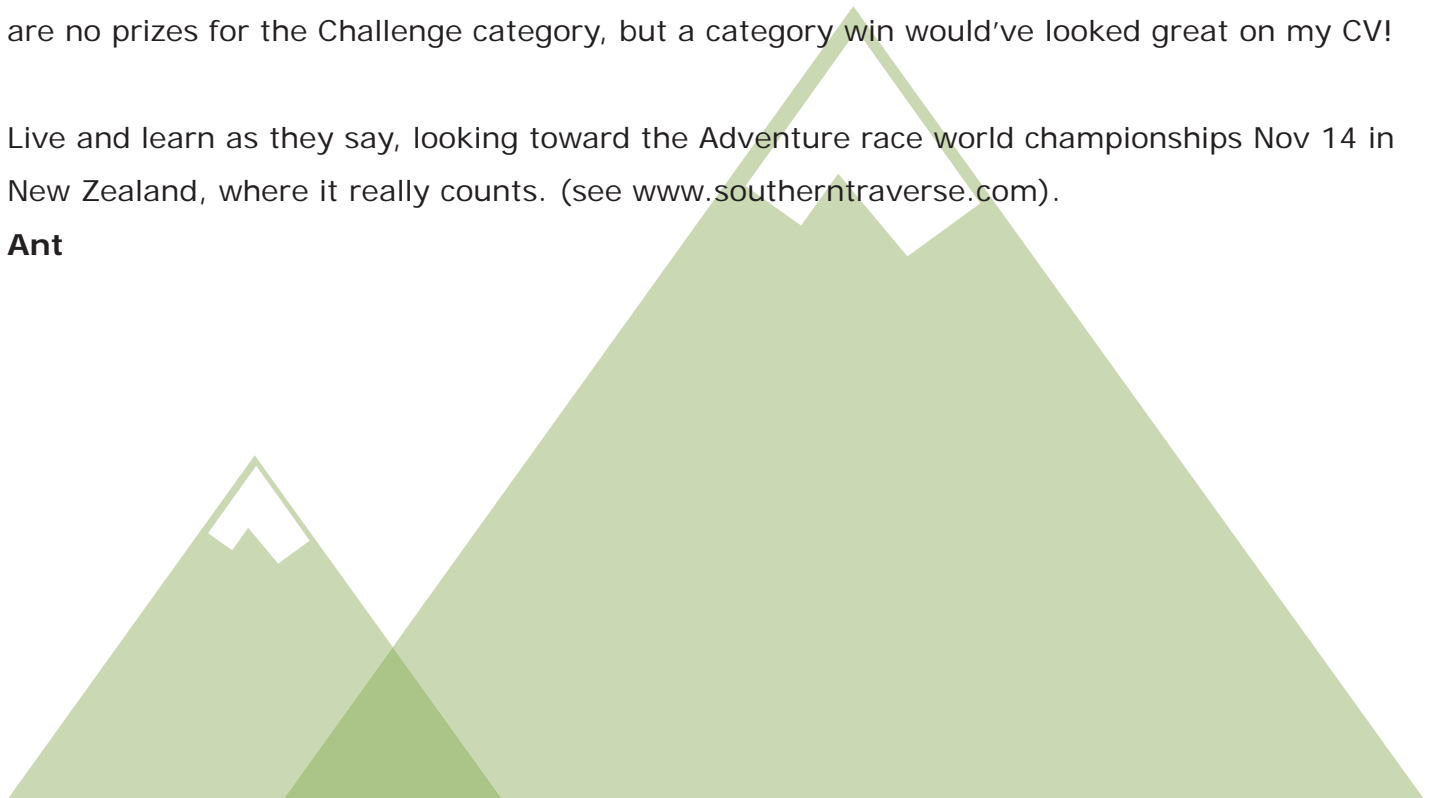 are no prizes for the Challenge category, but a category win would've looked great on my CV!
Live and learn as they say, looking toward the Adventure race world championships Nov 14 in
New Zealand, where it really counts. (see www.southerntraverse.com).
Ant